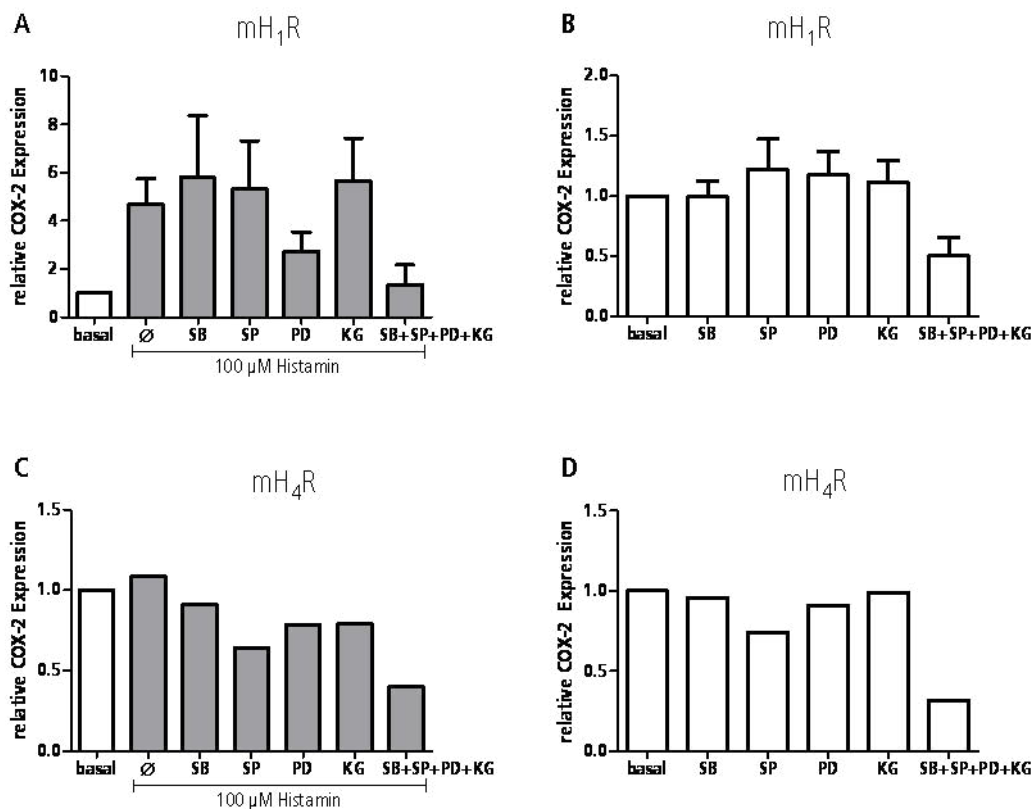 A
mH₁R
relative COX-2 Expression
10
8
6
4
2
0
basal
Ø
SB
SP
PD
KG
SB+SP+PD+KG
100 µM Histamin
B
mH₁R
relative COX-2 Expression
2.0
1.5
1.0
0.5
0.0
basal
SB
SP
PD
KG
SB+SP+PD+KG
C
mH₄R
relative COX-2 Expression
1.5
1.0
0.5
0.0
basal
Ø
SB
SP
PD
KG
SB+SP+PD+KG
100 µM Histamin
D
mH₄R
relative COX-2 Expression
1.5
1.0
0.5
0.0
basal
SB
SP
PD
KG
SB+SP+PD+KG